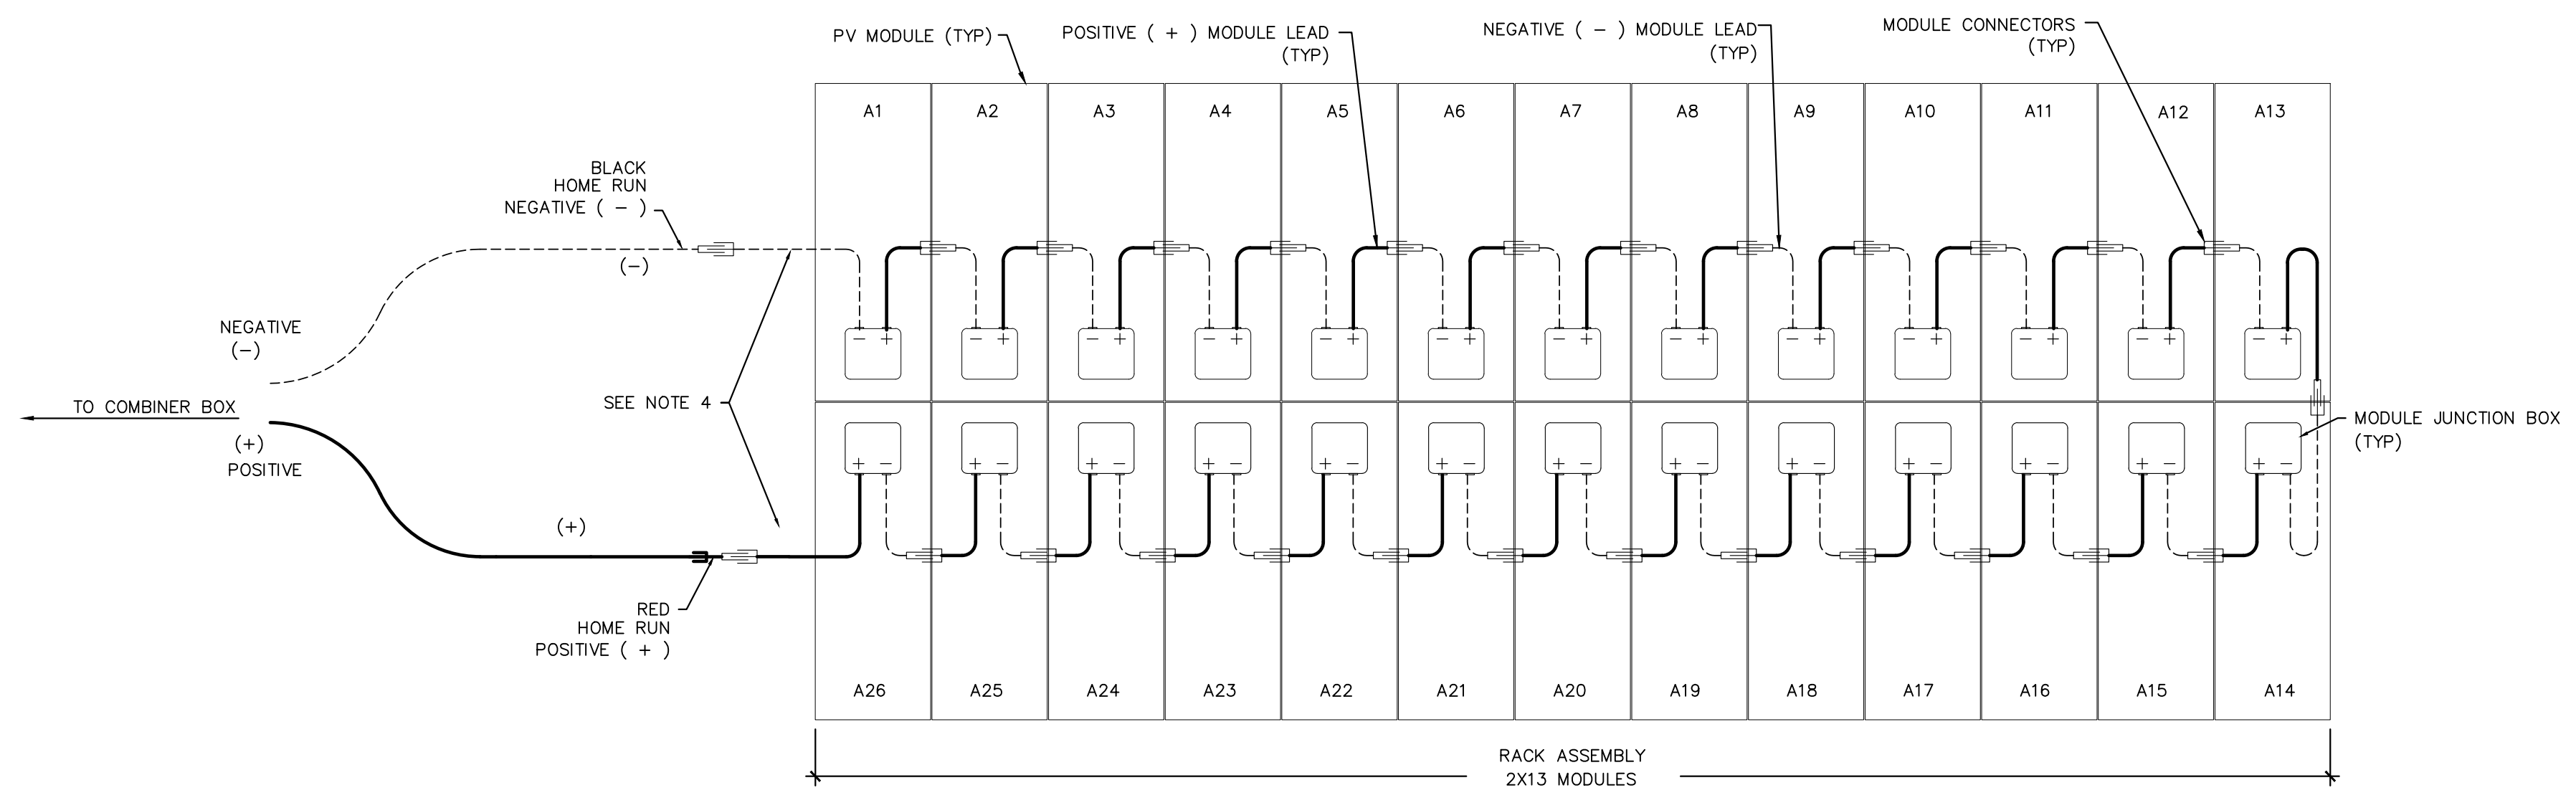 PV MODULE (TYP)
POSITIVE ( + ) MODULE LEAD
(TYP)
NEGATIVE ( - ) MODULE LEAD
(TYP)
MODULE CONNECTORS
(TYP)
A1 A2 A3 A4 A5 A6 A7 A8 A9 A10 A11 A12 A13
BLACK
HOME RUN
NEGATIVE ( - )
(-)
NEGATIVE
(-)
- + - + - + - + - + - + - + - + - + - + - + - + - +
TO COMBINER BOX
SEE NOTE 4
MODULE JUNCTION BOX
(TYP)
(+)
POSITIVE
+ - + - + - + - + - + - + - + - + - + - + - + - + -
(+)
RED
HOME RUN
POSITIVE ( + )
A26 A25 A24 A23 A22 A21 A20 A19 A18 A17 A16 A15 A14
RACK ASSEMBLY
2X13 MODULES